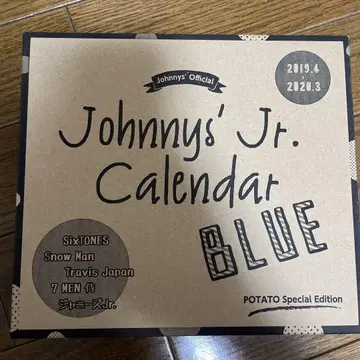 Johnnys' Official
2019.4
2020.3
Johnnys' Jr.
Calendar
BLUE
SixTONES
Snow Man
Travis Japan
7 MEN 侍
ジャニーズJr.
POTATO Special Edition